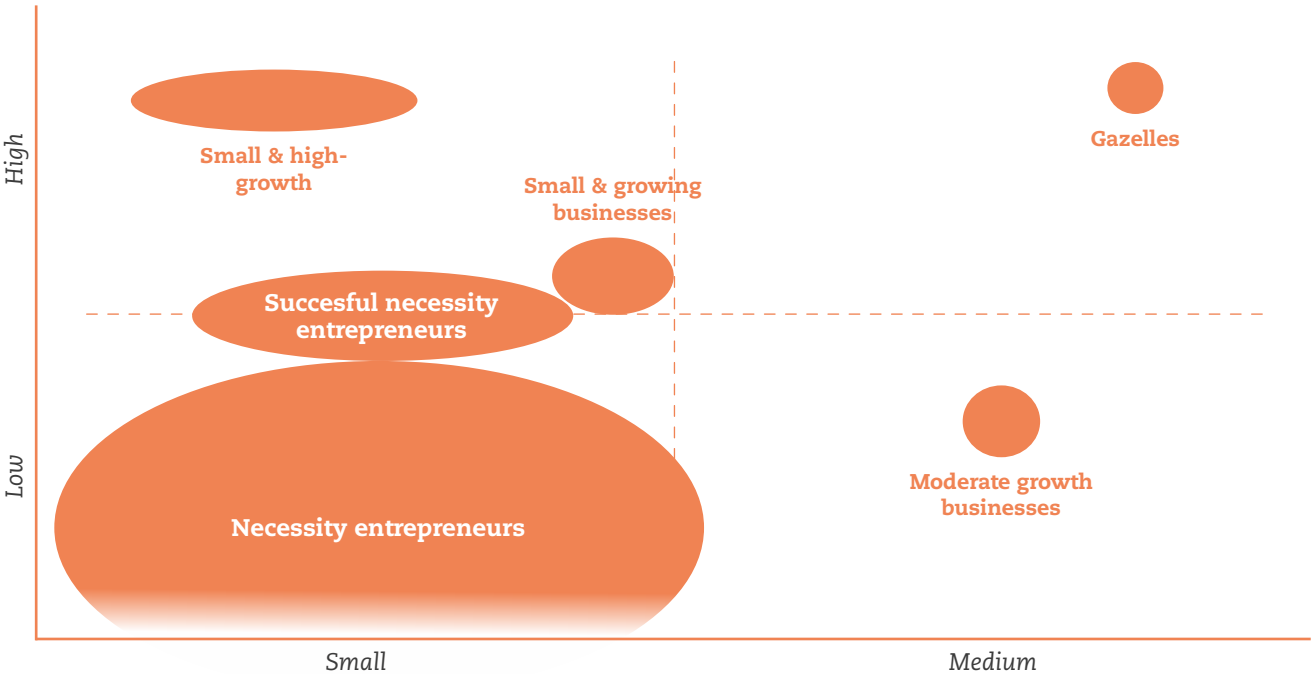 High
Low
Small & high-
growth
Small & growing
businesses
Gazelles
Succesful necessity
entrepreneurs
Necessity entrepreneurs
Moderate growth
businesses
Small
Medium